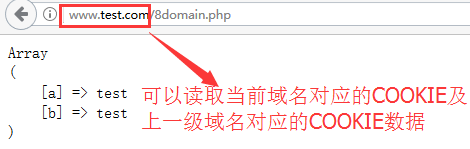 www.test.com/8domain.php
Array
(
[a] => test
[b] => test
)
可以读取当前域名对应的COOKIE及
上一级域名对应的COOKIE数据